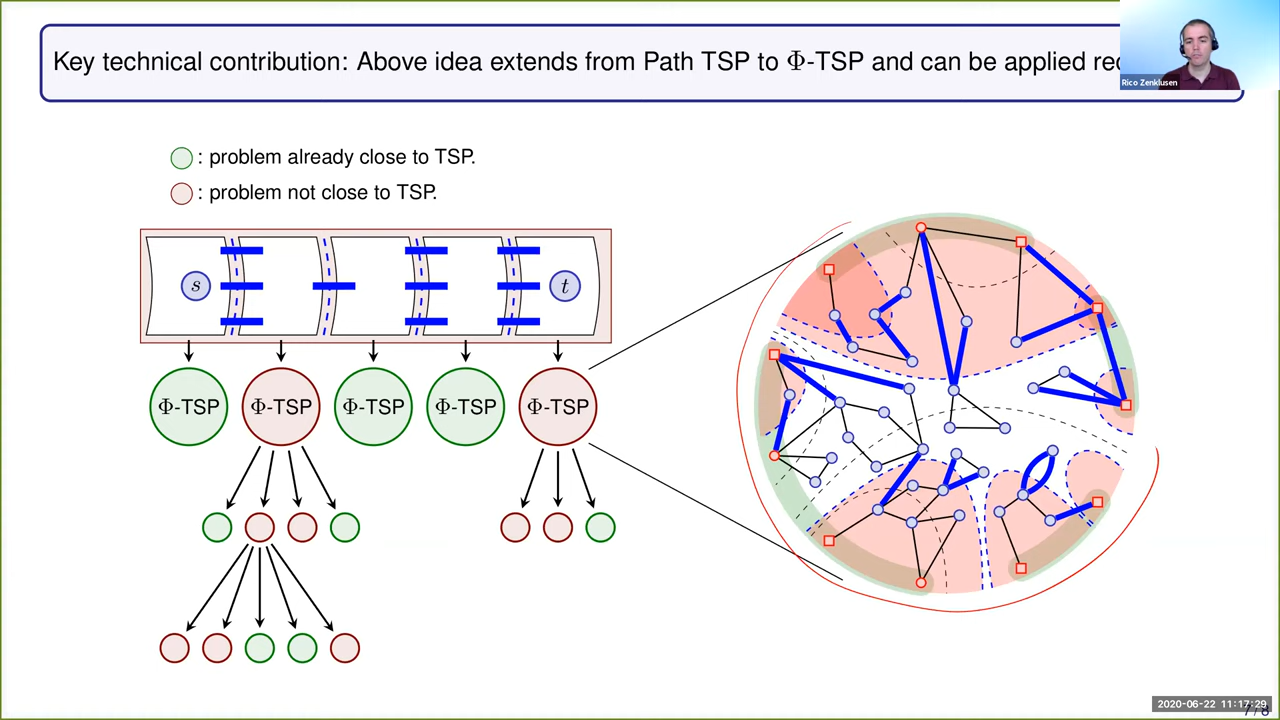 Key technical contribution: Above idea extends from Path TSP to Φ-TSP and can be applied
Rico Zenklusen
: problem already close to TSP.
: problem not close to TSP.
s t
Φ-TSP Φ-TSP Φ-TSP Φ-TSP Φ-TSP
2020-06-22 11:17:29